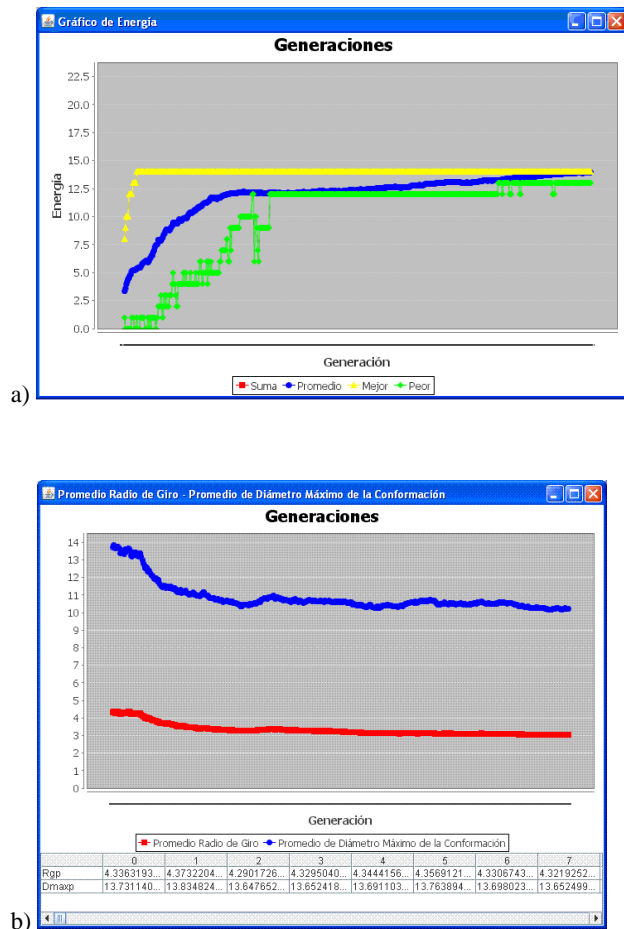 Gráfico de Energía
Generaciones
22.5
20.0
17.5
15.0
12.5
10.0
7.5
5.0
2.5
0.0
Energía
Generación
Suma Promedio Mejor Peor
a)
Promedio Radio de Giro - Promedio de Diámetro Máximo de la Conformación
Generaciones
14
13
12
11
10
9
8
7
6
5
4
3
2
1
0
Generación
Promedio Radio de Giro Promedio de Diámetro Máximo de la Conformación
0 1 2 3 4 5 6 7
Rgp 4.3363193... 4.3732204... 4.2901726... 4.3295040... 4.3444156... 4.3569121... 4.3306743... 4.3219252...
Dmaxp 13.731140... 13.834824... 13.647652... 13.652418... 13.691103... 13.763894... 13.698023... 13.652499...
b)